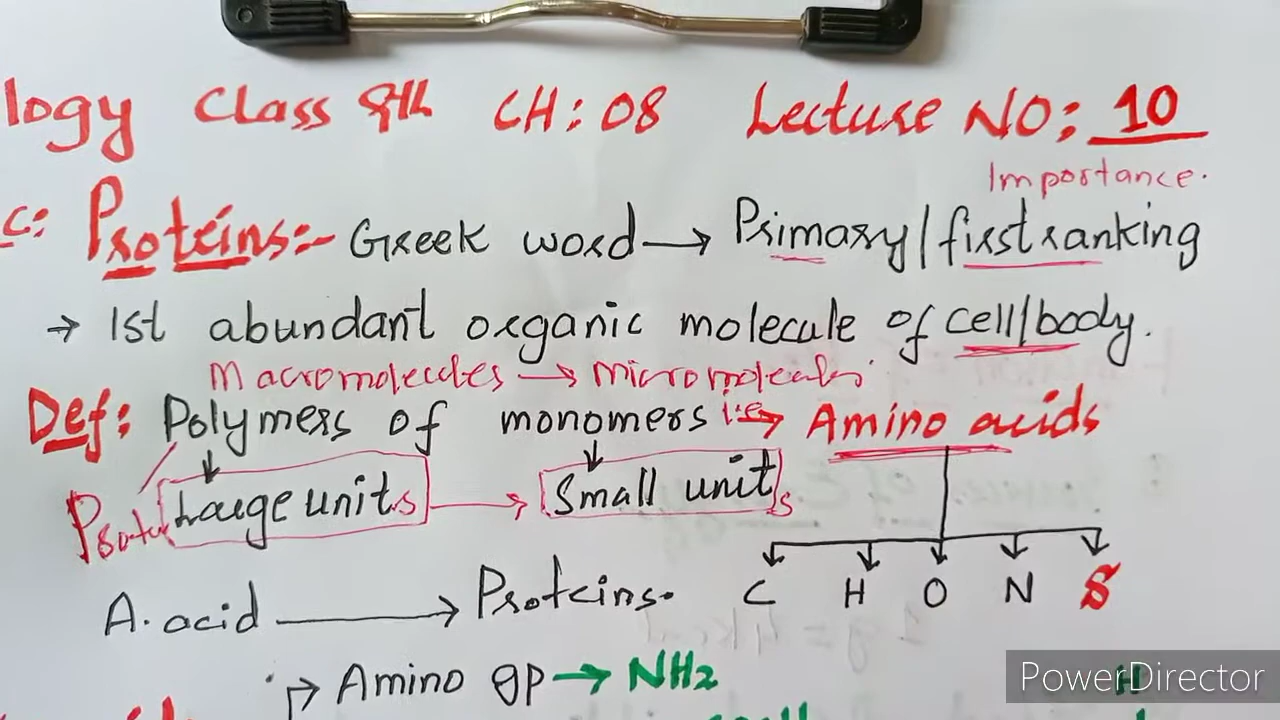 logy Class 9th CH: 08 Lecture NO: 10
Importance.
C: Proteins:- Greek word → Primary/first ranking
→ 1st abundant organic molecule of cell/body.
Macromolecules → Micromolecules
Def: Polymers of monomers i.e → Amino acids
Large units → Small units
C H O N S
A. acid → Proteins.
Amino gp → NH2
H
PowerDirector